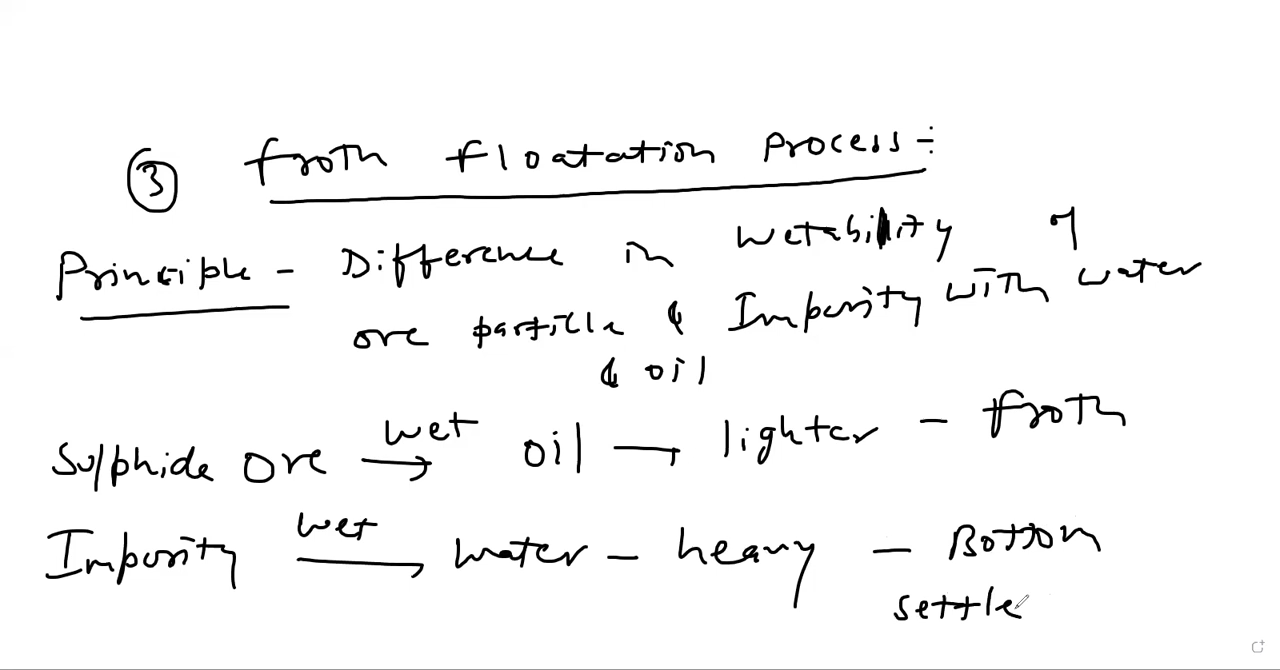 ③ Froth Floatation Process ÷
Principle - Difference in wetability of
ore particle & Impurity with water
& oil
Sulphide Ore wet → oil → lighter - froth
Impurity wet → water - heavy - Bottom
settle